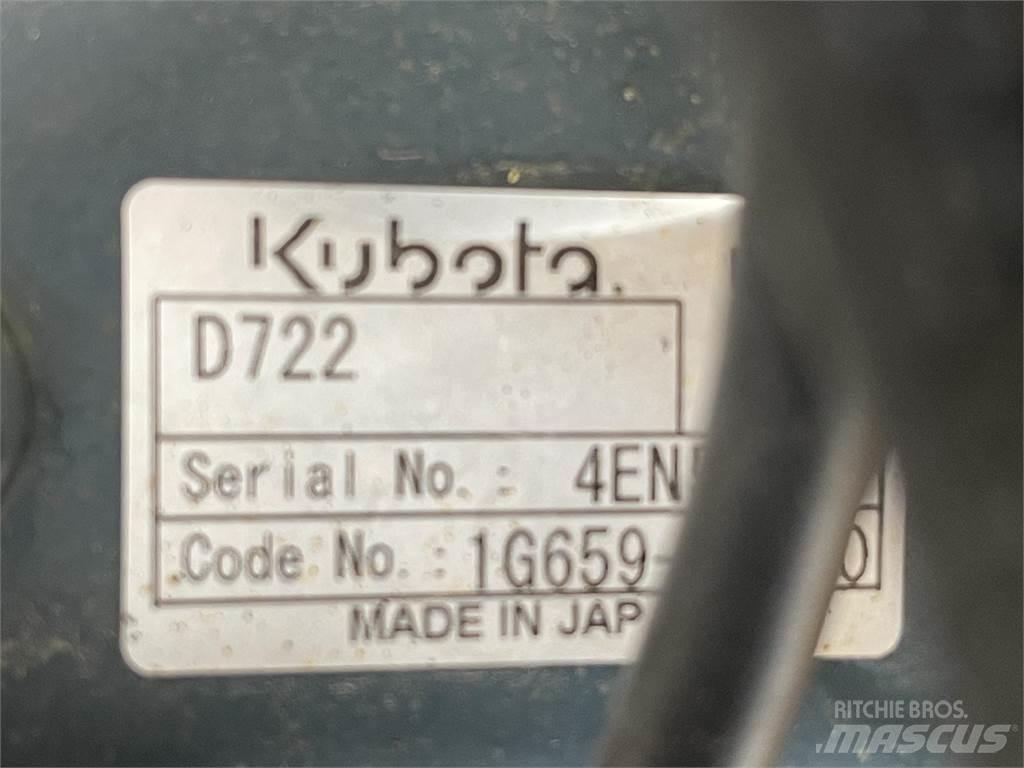 Kubota.
D722
Serial No. : 4EN
Code No. : 1G659-
MADE IN JAP
RITCHIE BROS.
MASCUS